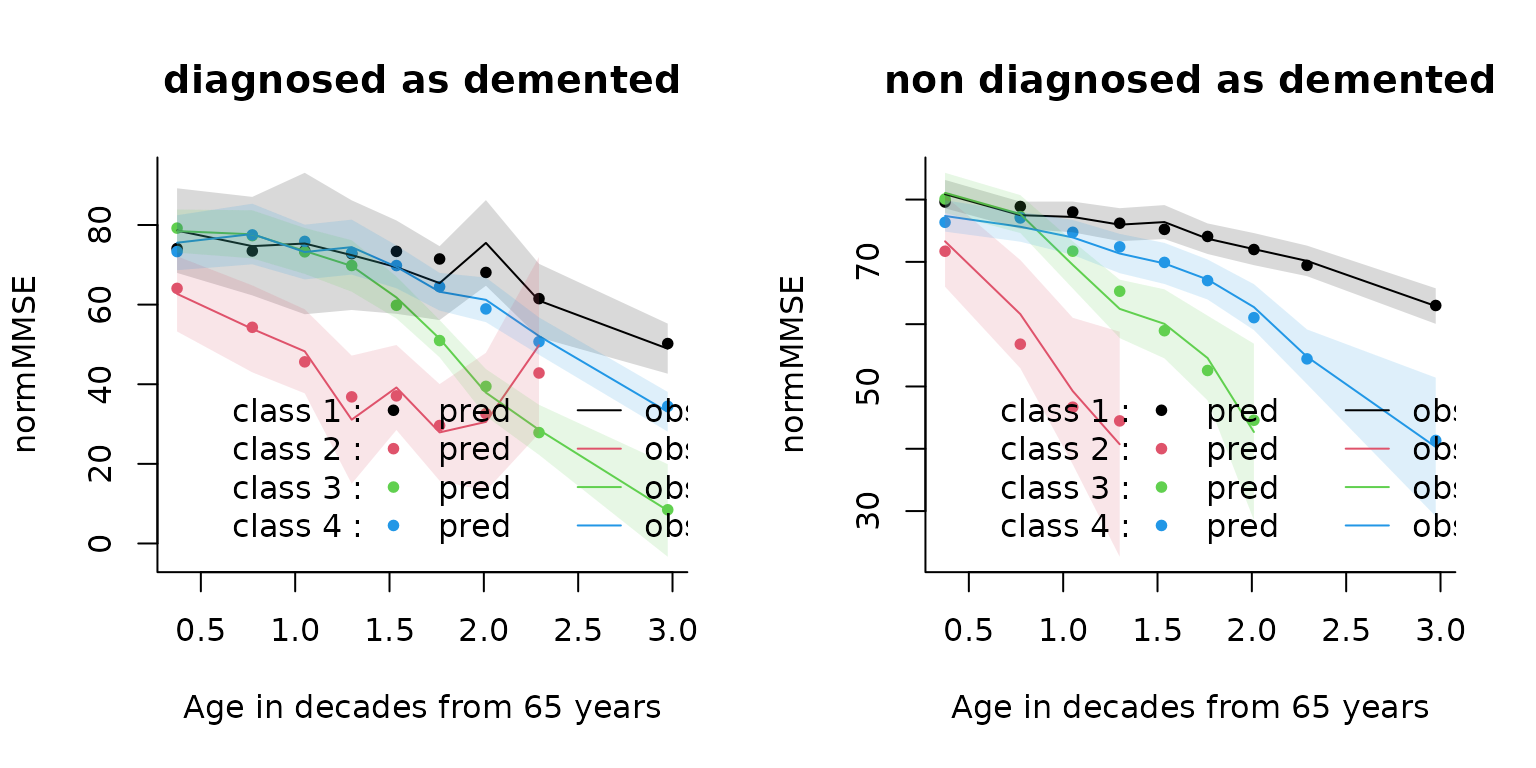 diagnosed as demented
normMMSE
80
60
40
20
0
class 1 : pred obs
class 2 : pred obs
class 3 : pred obs
class 4 : pred obs
0.5 1.0 1.5 2.0 2.5 3.0
Age in decades from 65 years
non diagnosed as demented
normMMSE
70
50
30
class 1 : pred obs
class 2 : pred obs
class 3 : pred obs
class 4 : pred obs
0.5 1.0 1.5 2.0 2.5 3.0
Age in decades from 65 years